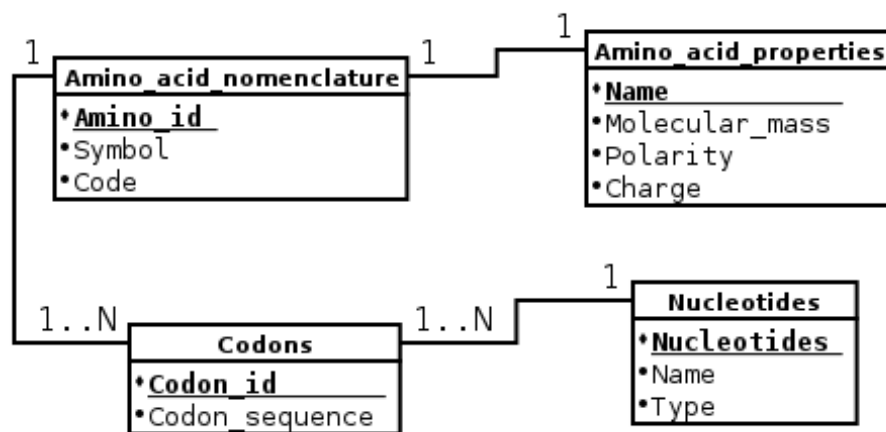 1
1
1
Amino_acid_nomenclature
Amino_id
Symbol
Code
Amino_acid_properties
Name
Molecular_mass
Polarity
Charge
1..N
1..N
1
Codons
Codon_id
Codon_sequence
Nucleotides
Nucleotides
Name
Type